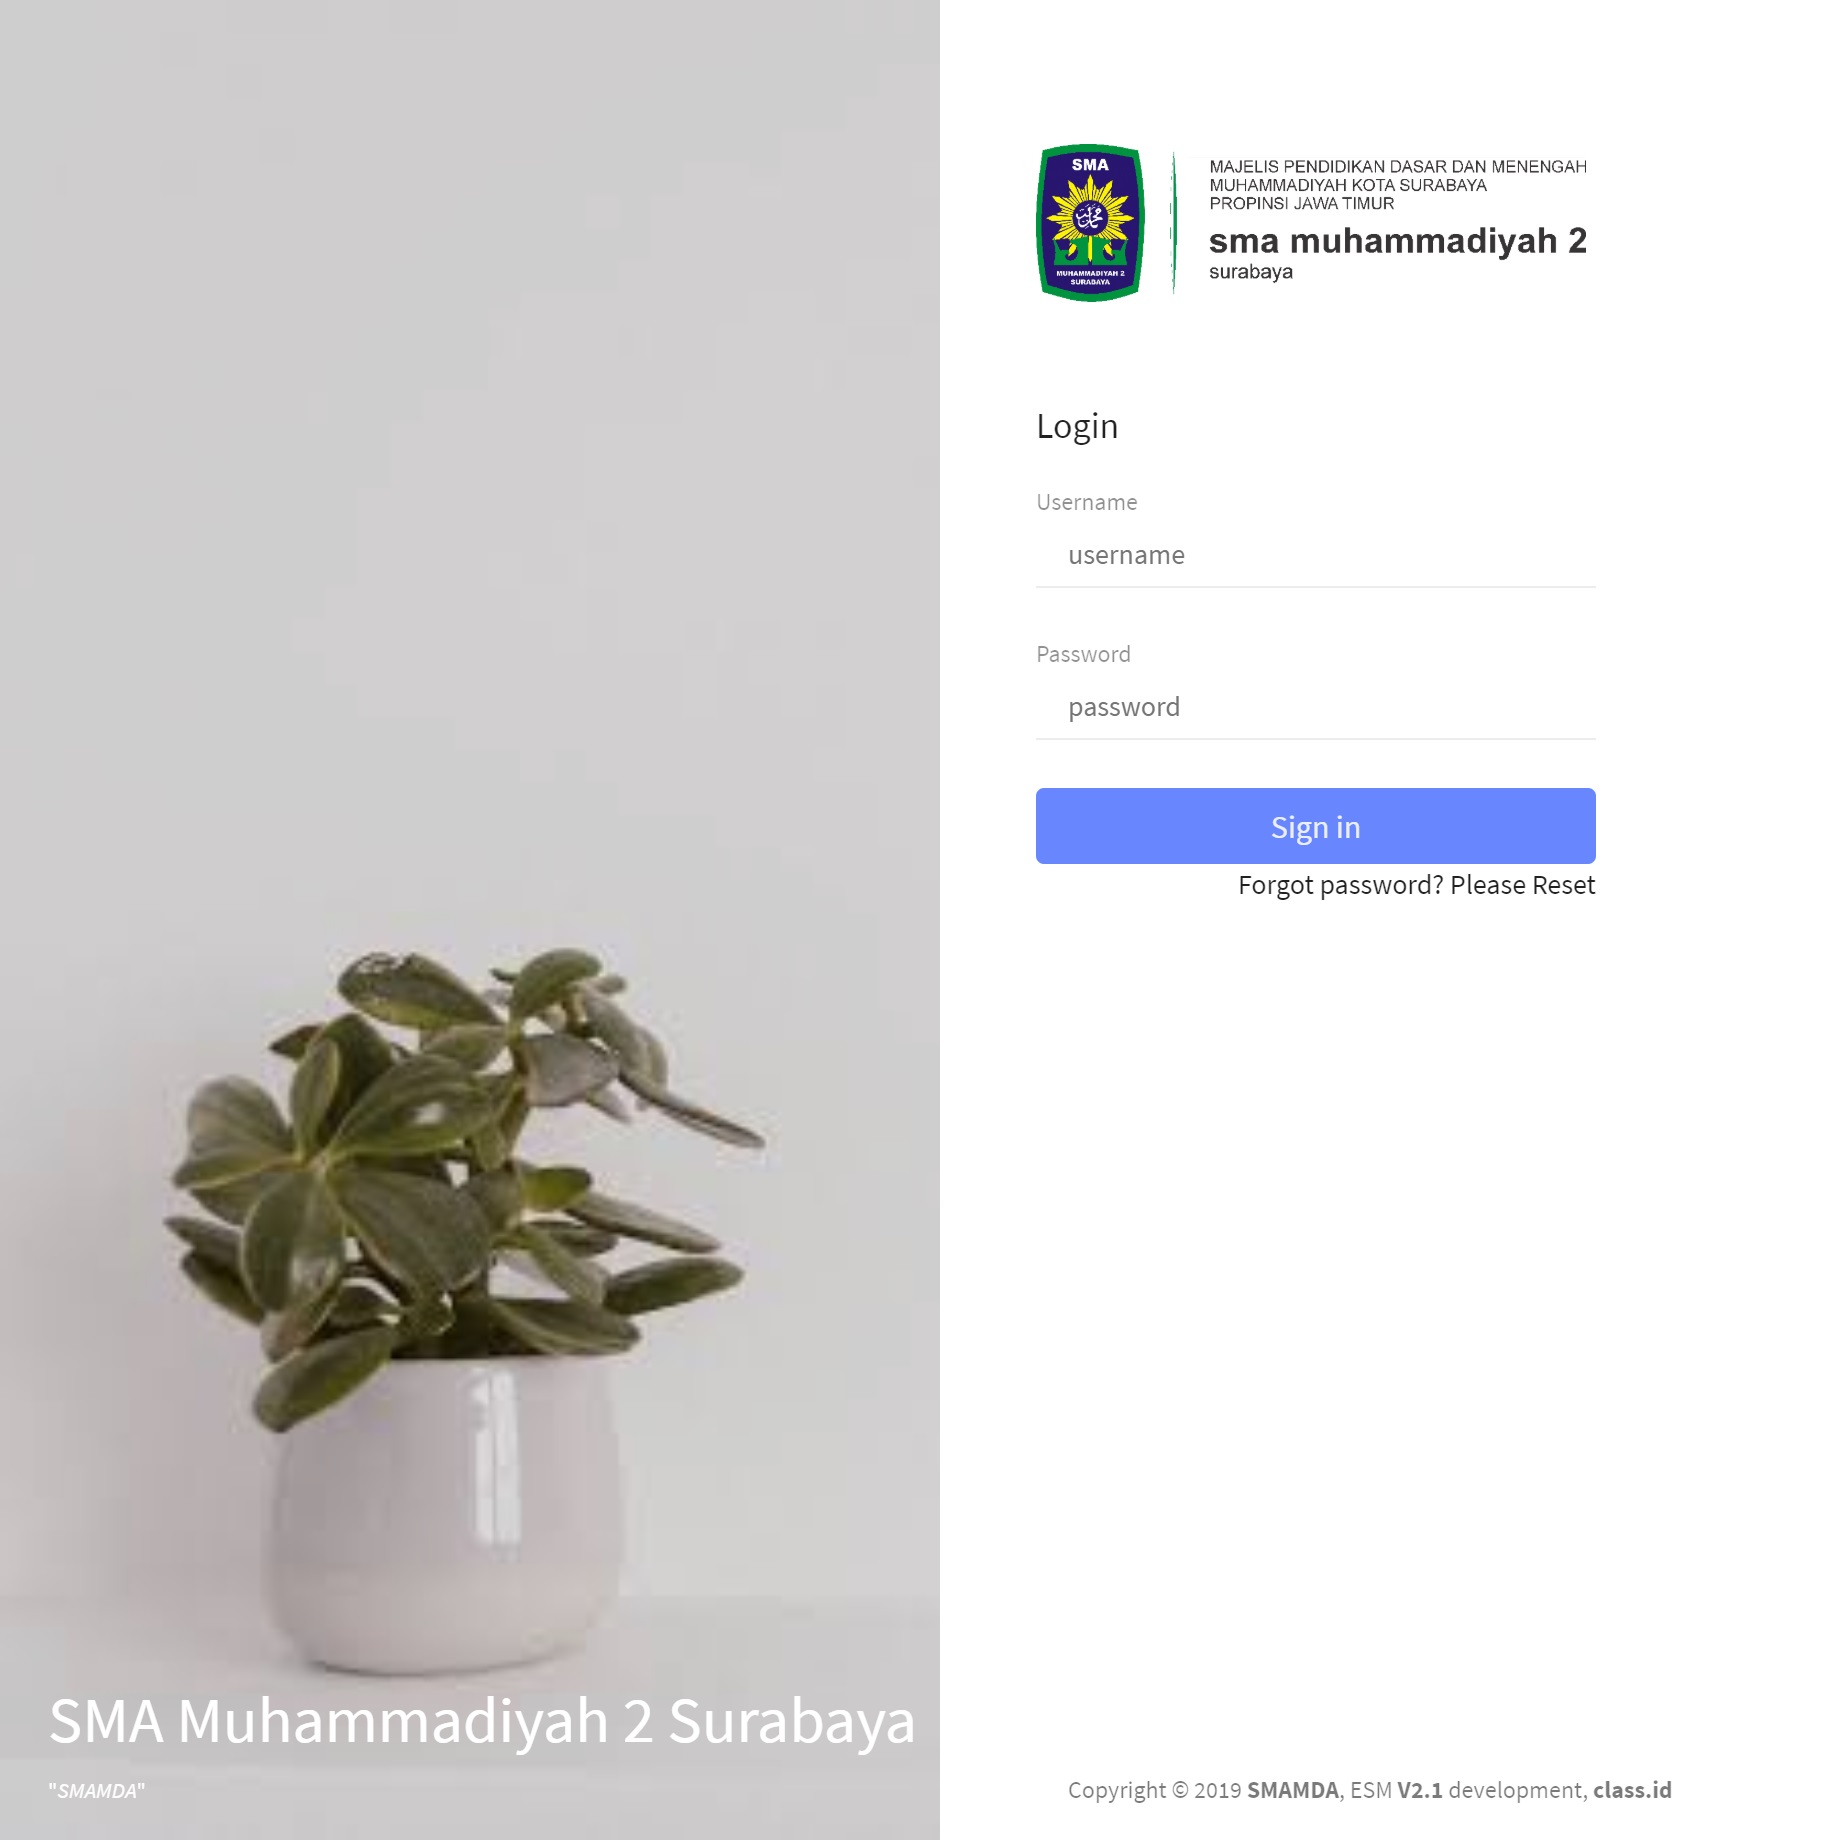 SMA Muhammadiyah 2 Surabaya
"SMAMDA"
SMA
MUHAMMADIYAH 2
SURABAYA
MAJELIS PENDIDIKAN DASAR DAN MENENGAH
MUHAMMADIYAH KOTA SURABAYA
PROPINSI JAWA TIMUR
sma muhammadiyah 2
surabaya
Login
Username
username
Password
password
Sign in
Forgot password? Please Reset
Copyright © 2019 SMAMDA, ESM V2.1 development, class.id